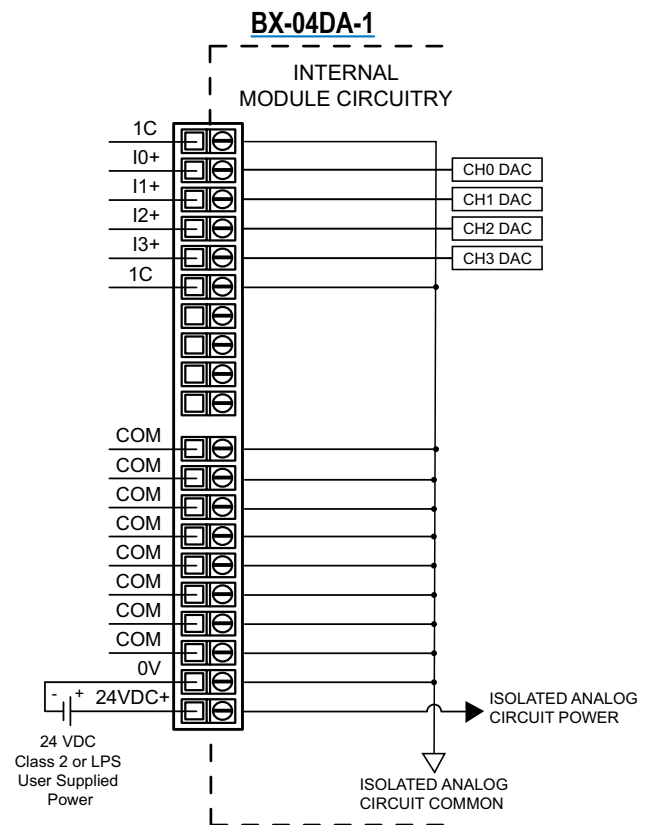 BX-04DA-1
INTERNAL
MODULE CIRCUITRY
1C
I0+
CH0 DAC
I1+
CH1 DAC
I2+
CH2 DAC
I3+
CH3 DAC
1C
COM
COM
COM
COM
COM
COM
COM
COM
0V
- + 24VDC+
ISOLATED ANALOG
CIRCUIT POWER
24 VDC
Class 2 or LPS
User Supplied
Power
ISOLATED ANALOG
CIRCUIT COMMON